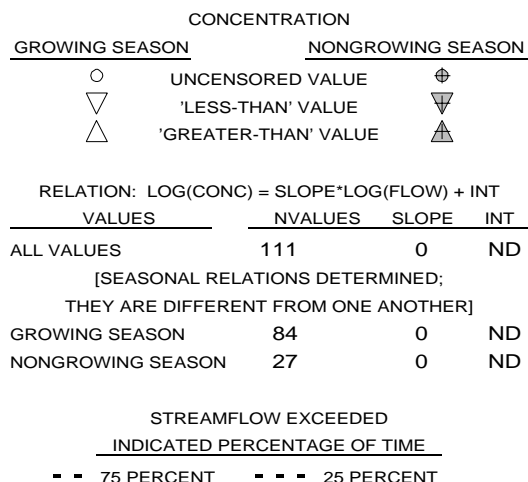 CONCENTRATION
GROWING SEASON NONGROWING SEASON
UNCENSORED VALUE
'LESS-THAN' VALUE
'GREATER-THAN' VALUE
RELATION: LOG(CONC) = SLOPE*LOG(FLOW) + INT
VALUES NVALUES SLOPE INT
ALL VALUES 111 0 ND
[SEASONAL RELATIONS DETERMINED;
THEY ARE DIFFERENT FROM ONE ANOTHER]
GROWING SEASON 84 0 ND
NONGROWING SEASON 27 0 ND
STREAMFLOW EXCEEDED
INDICATED PERCENTAGE OF TIME
75 PERCENT 25 PERCENT